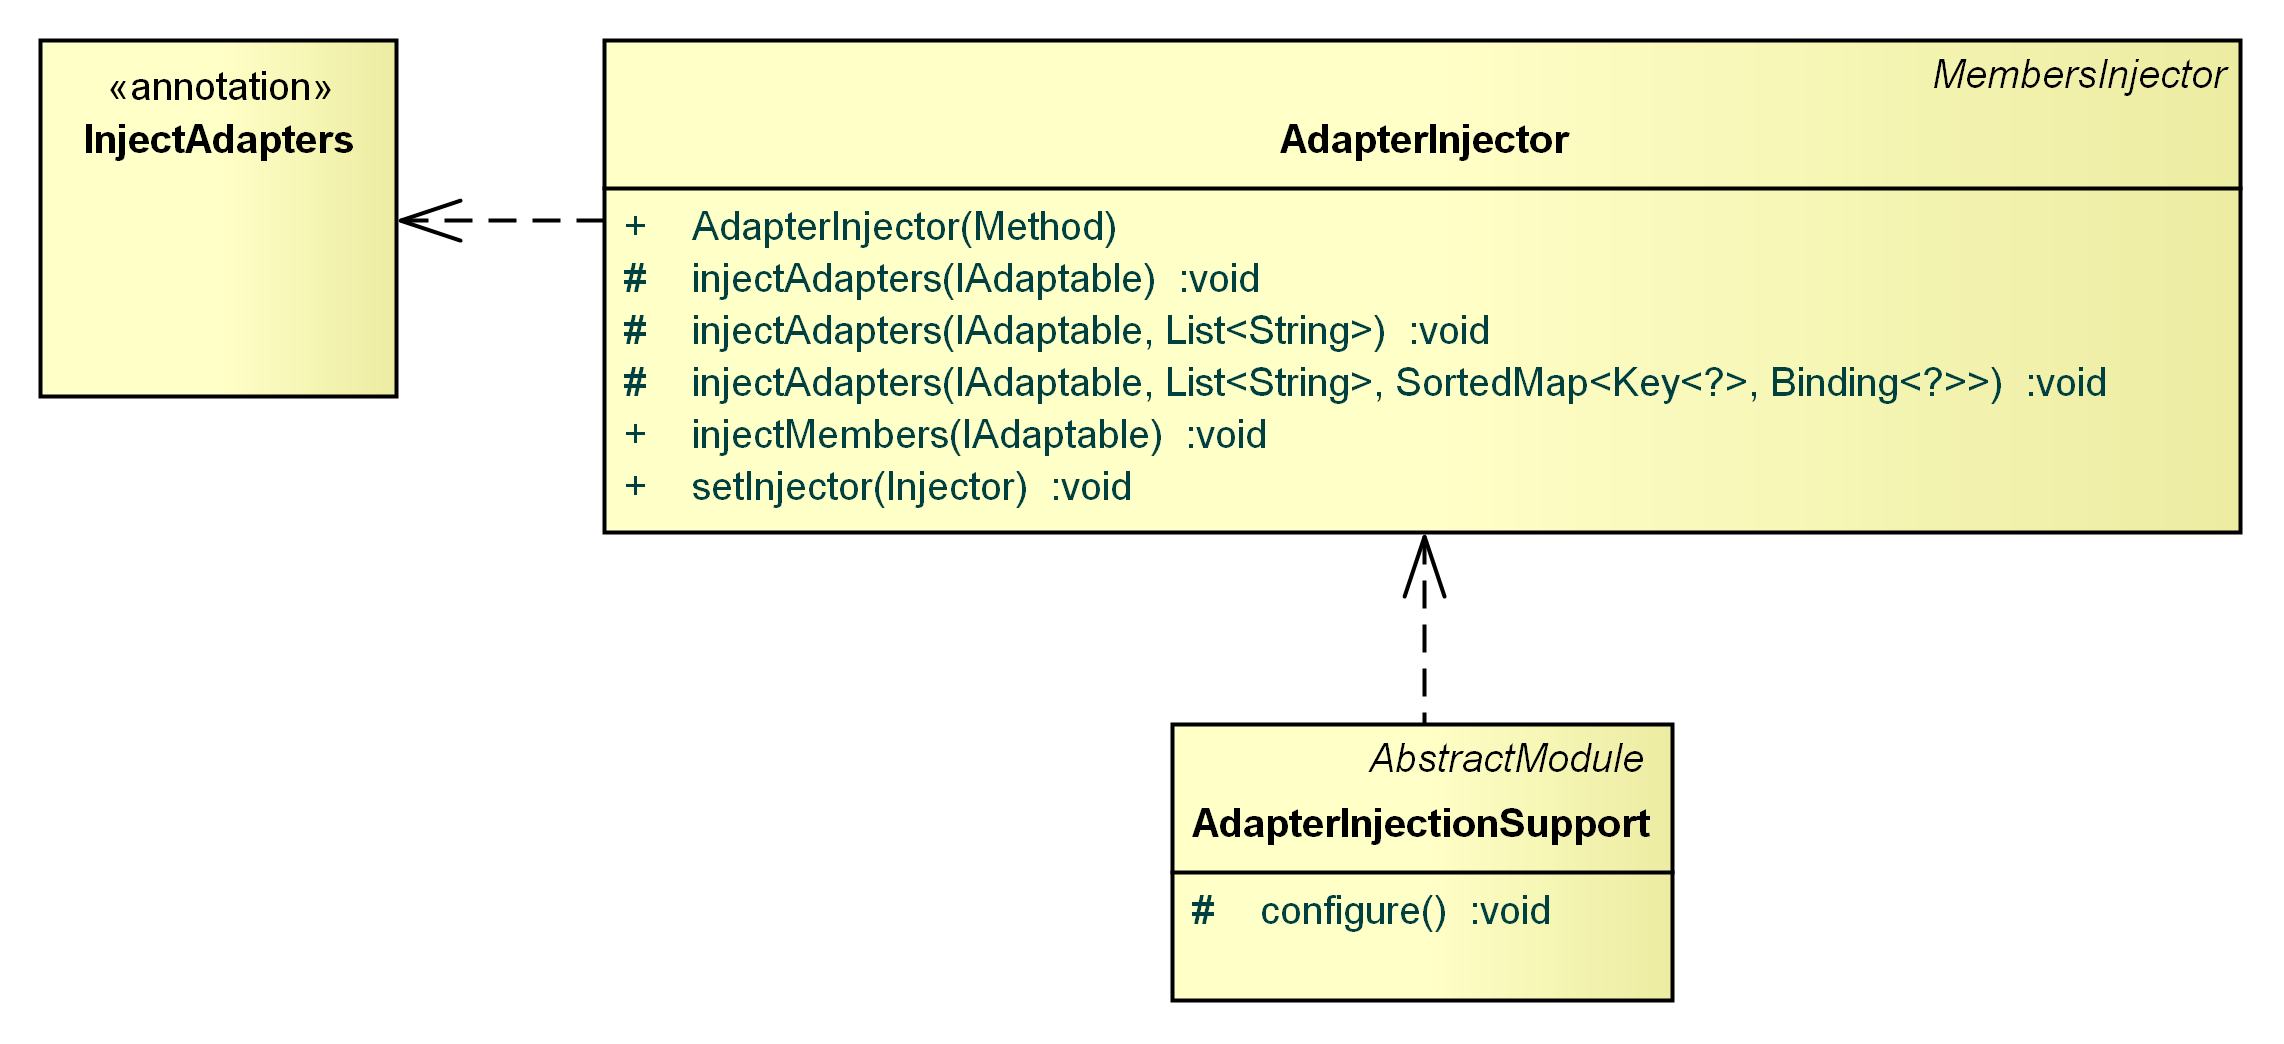 «annotation»
InjectAdapters
MembersInjector
AdapterInjector
+ AdapterInjector(Method)
# injectAdapters(IAdaptable) :void
# injectAdapters(IAdaptable, List<String>) :void
# injectAdapters(IAdaptable, List<String>, SortedMap<Key<?>, Binding<?>>) :void
+ injectMembers(IAdaptable) :void
+ setInjector(Injector) :void
AbstractModule
AdapterInjectionSupport
# configure() :void